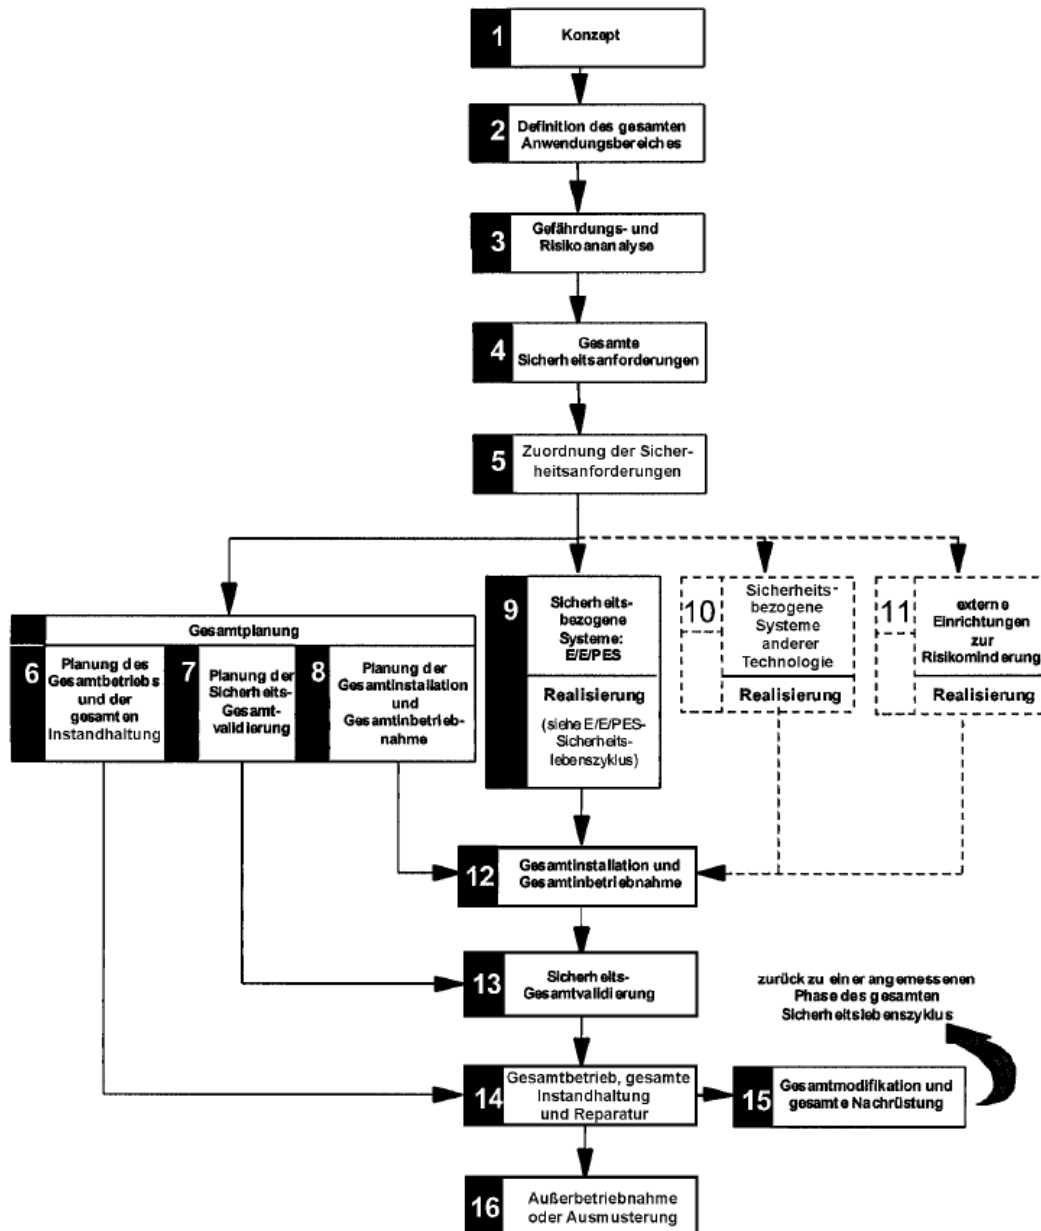 1
Konzept
2
Definition des gesamten
Anwendungsbereiches
3
Gefährdungs- und
Risikoananalyse
4
Gesamte
Sicherheitsanforderungen
5
Zuordnung der Sicher-
heitsanforderungen
Gesamtplanung
6
Planung des
Gesamtbetriebs
und der
gesamten
Instandhaltung
7
Planung der
Sicherheits-
Gesamt-
validierung
8
Planung der
Gesamtinstallation
und
Gesamtinbetrieb-
nahme
9
Sicherheits-
bezogene
Systeme:
E/E/PES
Realisierung
(siehe E/E/PES-
Sicherheits-
lebenszyklus)
10
Sicherheits-
bezogene
Systeme
anderer
Technologie
Realisierung
11
externe
Einrichtungen
zur
Risikominderung
Realisierung
12
Gesamtinstallation und
Gesamtinbetriebnahme
13
Sicherheits-
Gesamtvalidierung
zurück zu einer angemessenen
Phase des gesamten
Sicherheitslebenszyklus
14
Gesamtbetrieb, gesamte
Instandhaltung
und Reparatur
15
Gesamtmodifikation und
gesamte Nachrüstung
16
Außerbetriebnahme
oder Ausmusterung